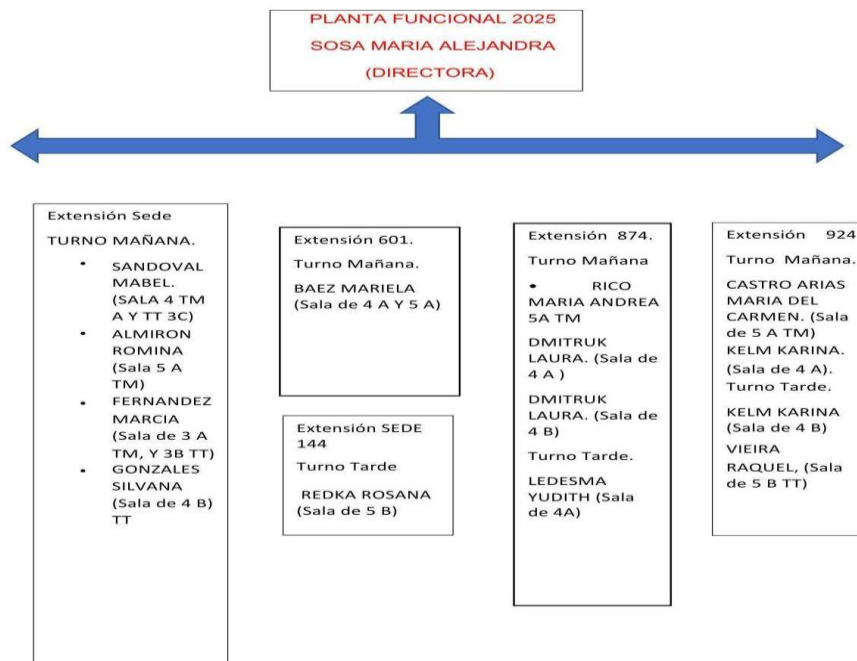 PLANTA FUNCIONAL 2025
SOSA MARIA ALEJANDRA
(DIRECTORA)
Extensión Sede
TURNO MAÑANA.
• SANDOVAL
MABEL.
(SALA 4 TM
A Y TT 3C)
• ALMIRON
ROMINA
(Sala 5 A
TM)
• FERNANDEZ
MARCIA
(Sala de 3 A
TM, Y 3B TT)
• GONZALES
SILVANA
(Sala de 4 B)
TT
Extensión 601.
Turno Mañana.
BAEZ MARIELA
(Sala de 4 A Y 5 A)
Extensión SEDE
144
Turno Tarde
REDKA ROSANA
(Sala de 5 B)
Extensión 874.
Turno Mañana
• RICO
MARIA ANDREA
5A TM
DMITRUK
LAURA. (Sala de
4 A )
DMITRUK
LAURA. (Sala de
4 B)
Turno Tarde.
LEDESMA
YUDITH (Sala
de 4A)
Extensión 924
Turno Mañana.
CASTRO ARIAS
MARIA DEL
CARMEN. (Sala
de 5 A TM)
KELM KARINA.
(Sala de 4 A).
Turno Tarde.
KELM KARINA
(Sala de 4 B)
VIEIRA
RAQUEL, (Sala
de 5 B TT)